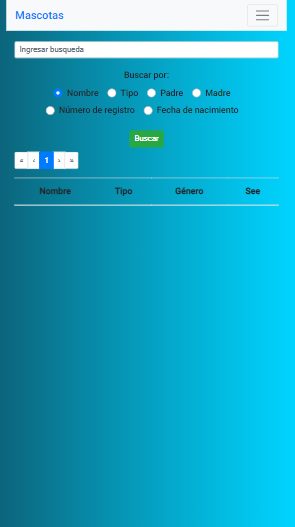 Mascotas
Ingresar busqueda
Buscar por:
Nombre Tipo Padre Madre
Número de registro Fecha de nacimiento
Buscar
« ‹ 1 › »
Nombre Tipo Género See